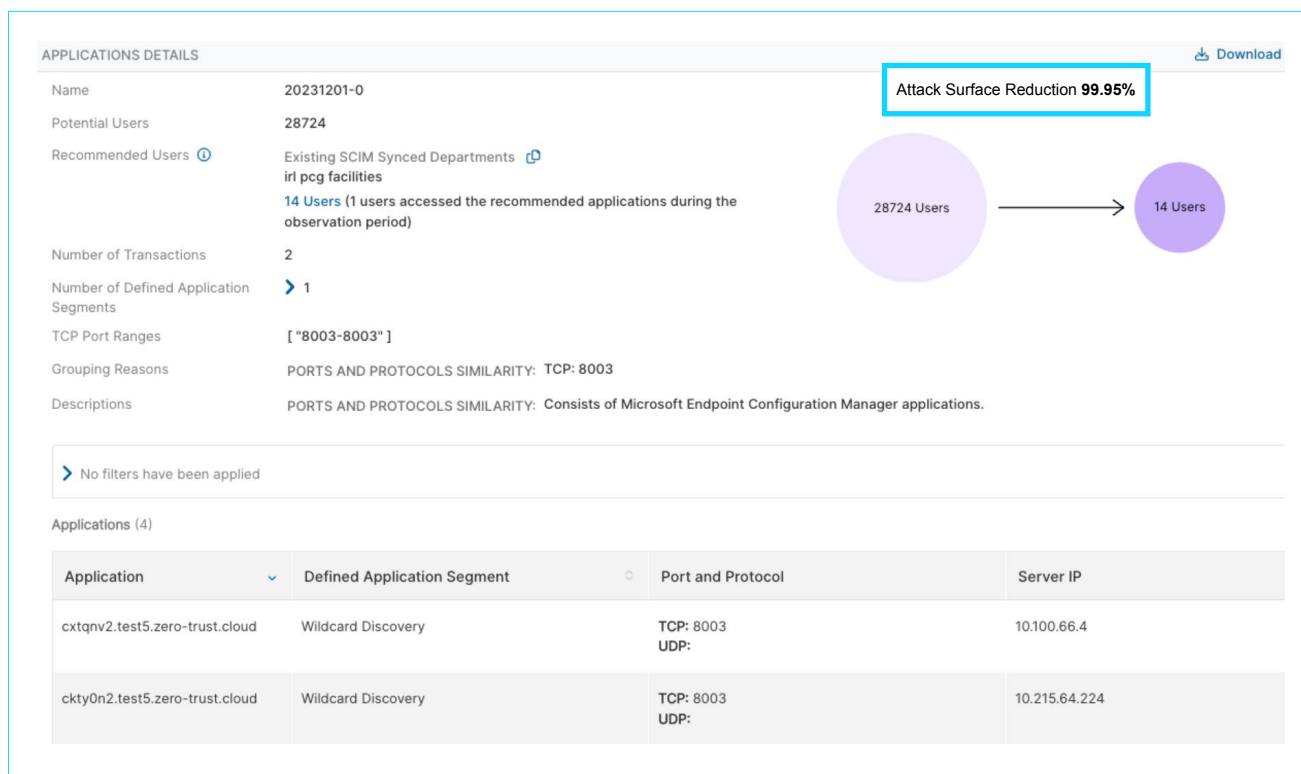 APPLICATIONS DETAILS
Download
Name
20231201-0
Attack Surface Reduction 99.95%
Potential Users
28724
Recommended Users
Existing SCIM Synced Departments
irl pcg facilities
14 Users (1 users accessed the recommended applications during the
observation period)
28724 Users
14 Users
Number of Transactions
2
Number of Defined Application
Segments
1
TCP Port Ranges
[ "8003-8003" ]
Grouping Reasons
PORTS AND PROTOCOLS SIMILARITY: TCP: 8003
Descriptions
PORTS AND PROTOCOLS SIMILARITY: Consists of Microsoft Endpoint Configuration Manager applications.
No filters have been applied
Applications (4)
Application
Defined Application Segment
Port and Protocol
Server IP
cxtqnv2.test5.zero-trust.cloud
Wildcard Discovery
TCP: 8003
UDP:
10.100.66.4
ckty0n2.test5.zero-trust.cloud
Wildcard Discovery
TCP: 8003
UDP:
10.215.64.224